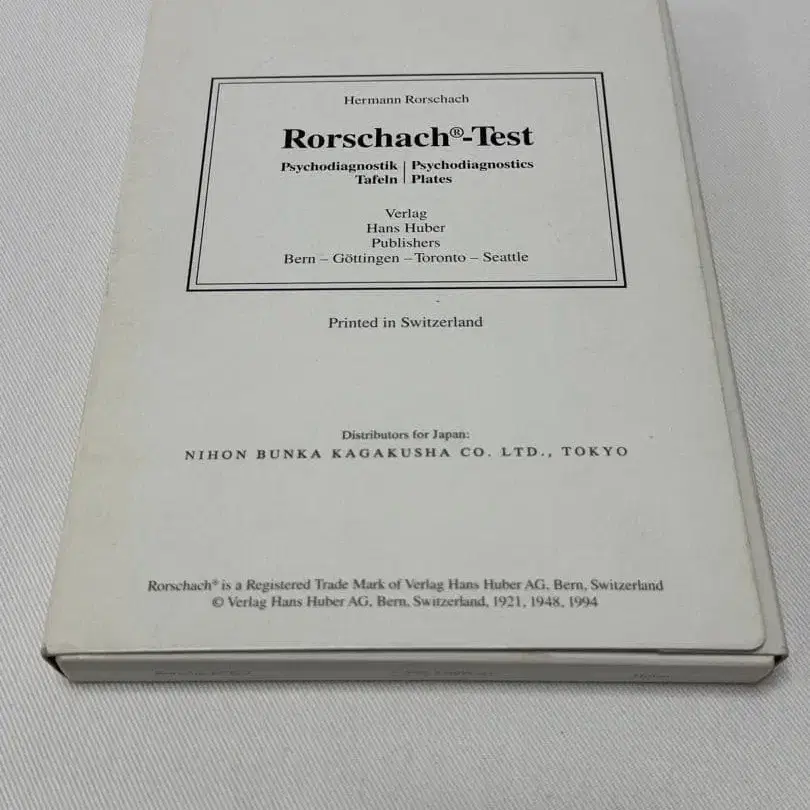 Hermann Rorschach
Rorschach®-Test
Psychodiagnostik | Psychodiagnostics
Tafeln | Plates
Verlag
Hans Huber
Publishers
Bern – Göttingen – Toronto – Seattle
Printed in Switzerland
Distributors for Japan:
NIHON BUNKA KAGAKUSHA CO. LTD., TOKYO
Rorschach® is a Registered Trade Mark of Verlag Hans Huber AG, Bern, Switzerland
© Verlag Hans Huber AG, Bern, Switzerland, 1921, 1948, 1994